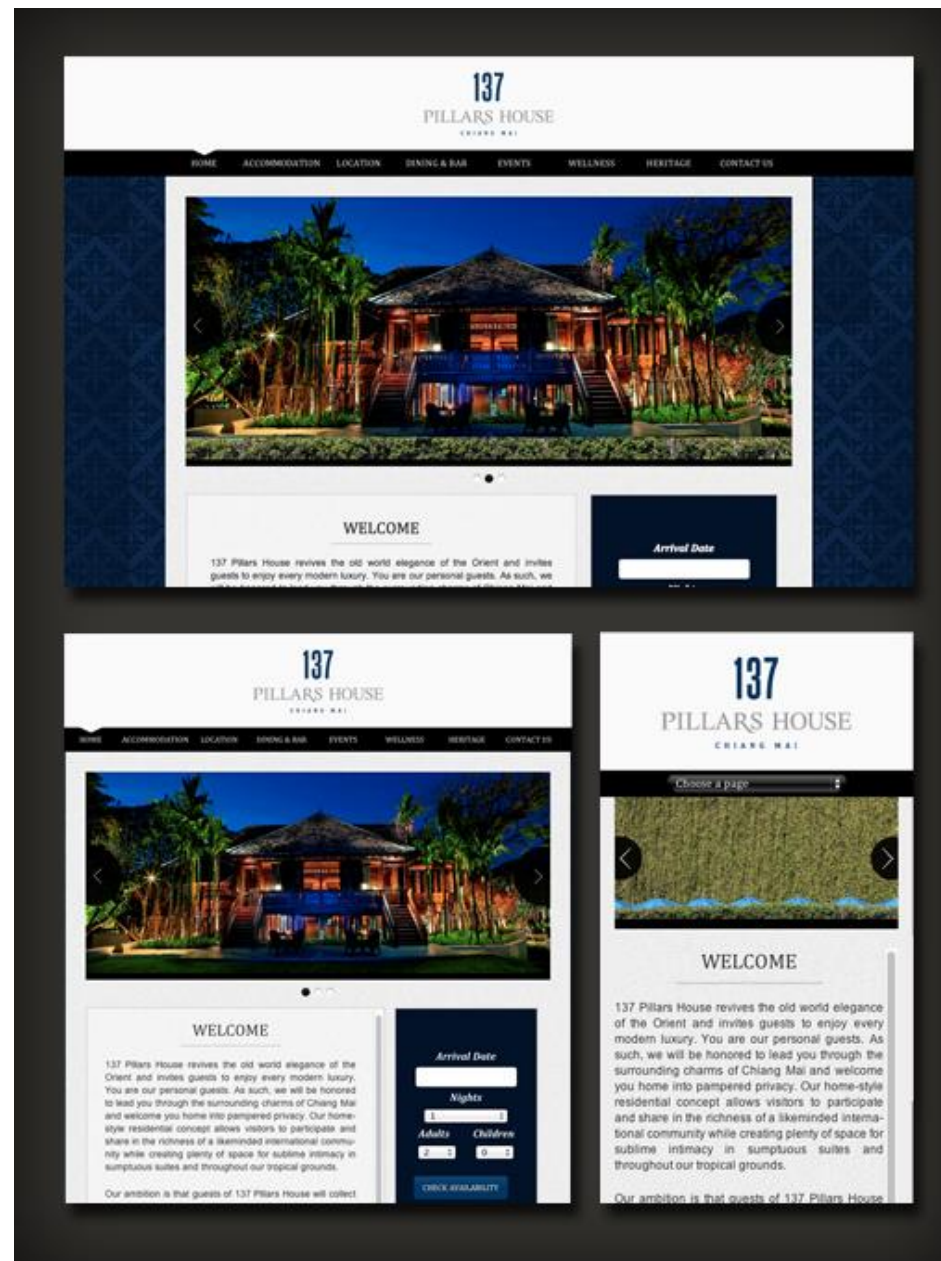 137
PILLARS HOUSE
CHIANG MAI
HOME ACCOMMODATION LOCATION DINING & BAR EVENTS WELLNESS HERITAGE CONTACT US
WELCOME
137 Pillars House revives the old world elegance of the Orient and invites
guests to enjoy every modern luxury. You are our personal guests. As such, we
Arrival Date
137
PILLARS HOUSE
CHIANG MAI
HOME ACCOMMODATION LOCATION DINING & BAR EVENTS WELLNESS HERITAGE CONTACT US
WELCOME
137 Pillars House revives the old world elegance of the
Orient and invites guests to enjoy every modern luxury.
You are our personal guests. As such, we will be honored
to lead you through the surrounding charms of Chiang Mai
and welcome you home into pampered privacy. Our home-
style residential concept allows visitors to participate and
share in the richness of a likeminded international commu-
nity while creating plenty of space for sublime intimacy in
sumptuous suites and throughout our tropical grounds.
Our ambition is that guests of 137 Pillars House will collect
Arrival Date
Nights
1
Adults Children
2 0
CHECK AVAILABILITY
137
PILLARS HOUSE
CHIANG MAI
Choose a page
WELCOME
137 Pillars House revives the old world elegance
of the Orient and invites guests to enjoy every
modern luxury. You are our personal guests. As
such, we will be honored to lead you through the
surrounding charms of Chiang Mai and welcome
you home into pampered privacy. Our home-style
residential concept allows visitors to participate
and share in the richness of a likeminded interna-
tional community while creating plenty of space for
sublime intimacy in sumptuous suites and
throughout our tropical grounds.
Our ambition is that guests of 137 Pillars House